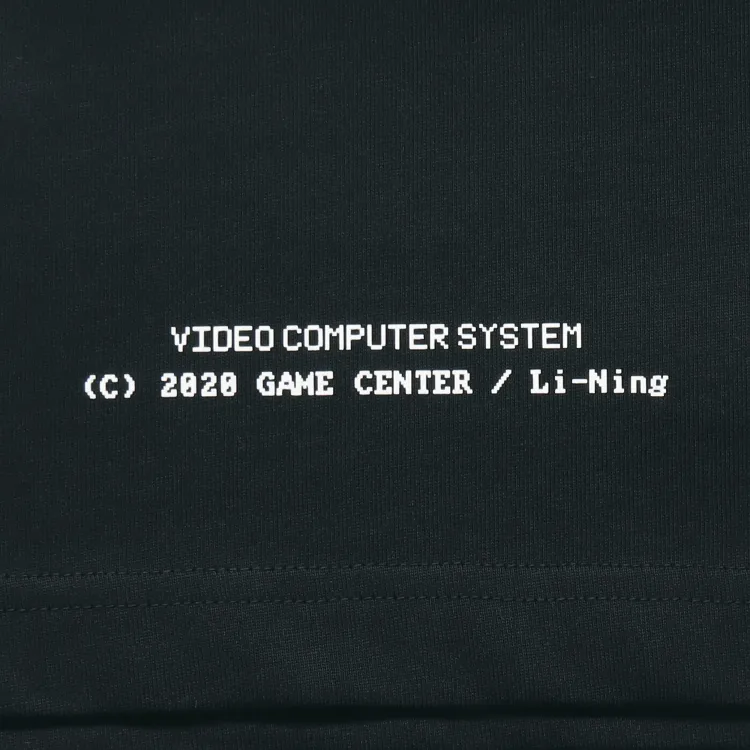 VIDEO COMPUTER SYSTEM
(C) 2020 GAME CENTER / Li-Ning